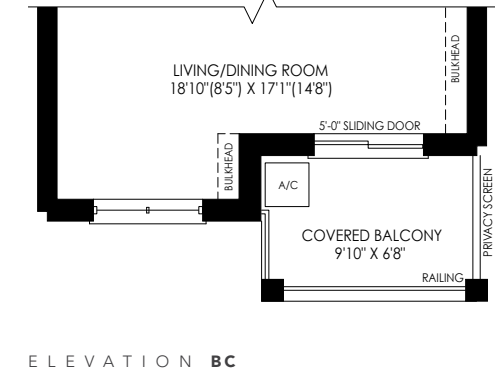 BULKHEAD
LIVING/DINING ROOM
18'10"(8'5") X 17'1"(14'8")
5'-0" SLIDING DOOR
BULKHEAD
A/C
PRIVACY SCREEN
COVERED BALCONY
9'10" X 6'8"
RAILING
ELEVATION BC